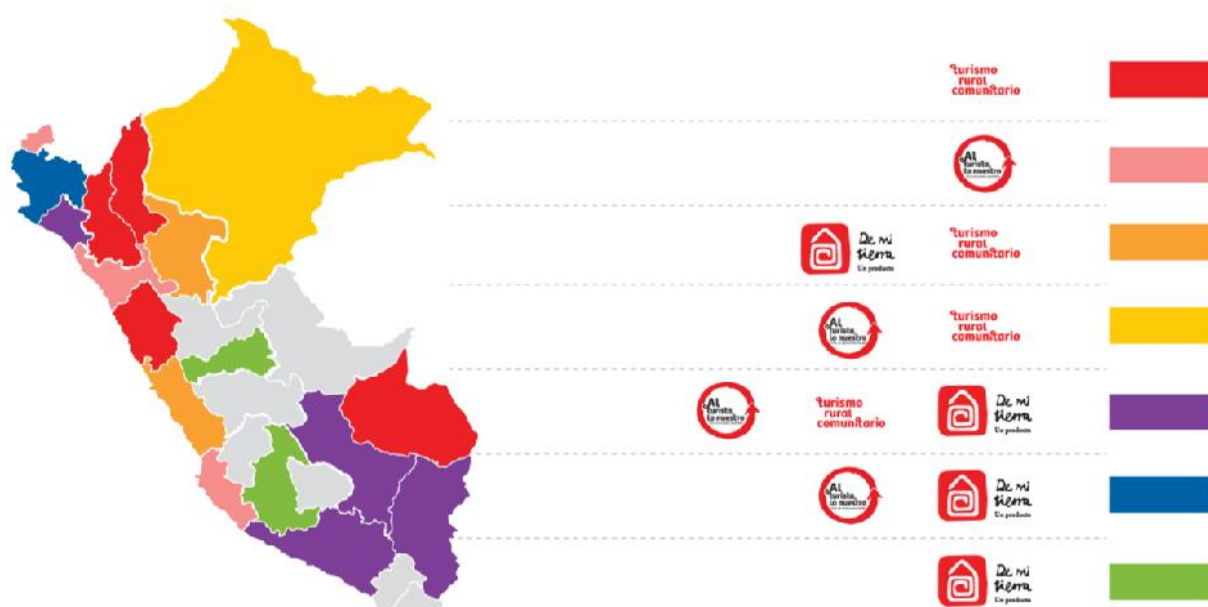 turismo
rural
comunitario
Al
turista,
lo nuestro
De mi
tierra
Un producto
turismo
rural
comunitario
Al
turista,
lo nuestro
turismo
rural
comunitario
Al
turista,
lo nuestro
turismo
rural
comunitario
De mi
tierra
Un producto
Al
turista,
lo nuestro
De mi
tierra
Un producto
De mi
tierra
Un producto